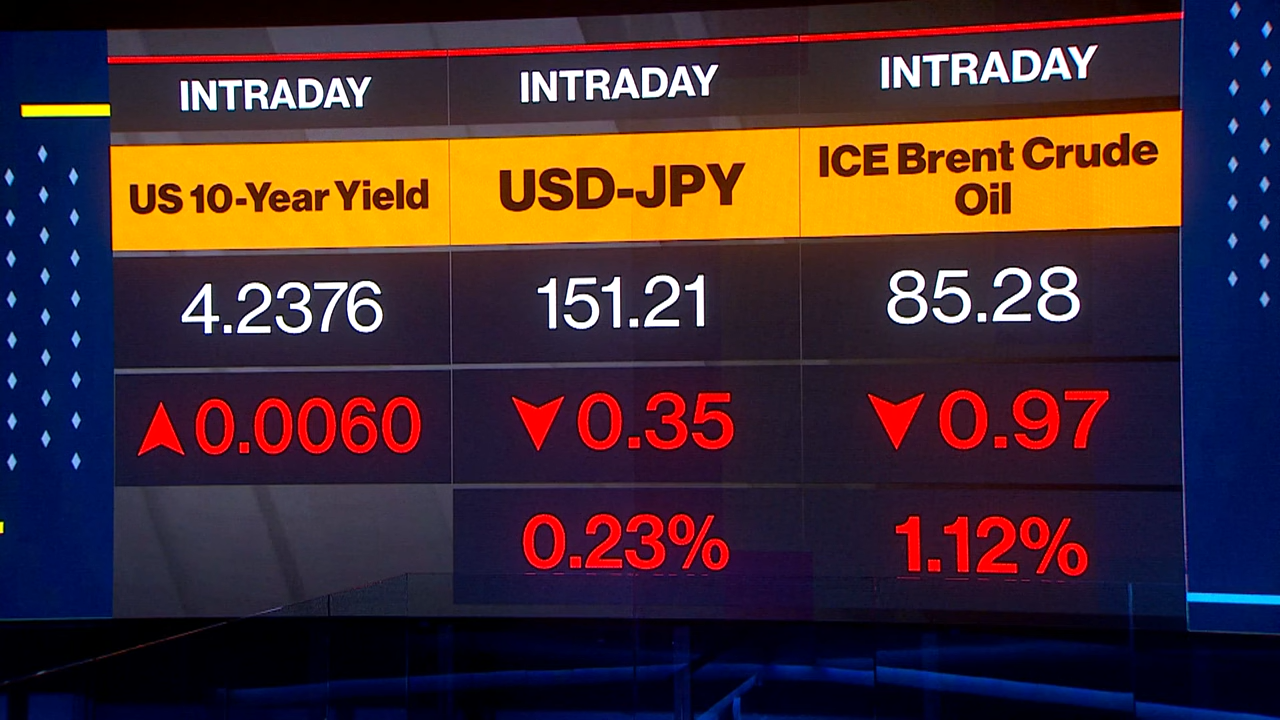 INTRADAY INTRADAY INTRADAY
US 10-Year Yield USD-JPY ICE Brent Crude
Oil
4.2376 151.21 85.28
▲0.0060 ▼0.35 ▼0.97
0.23% 1.12%